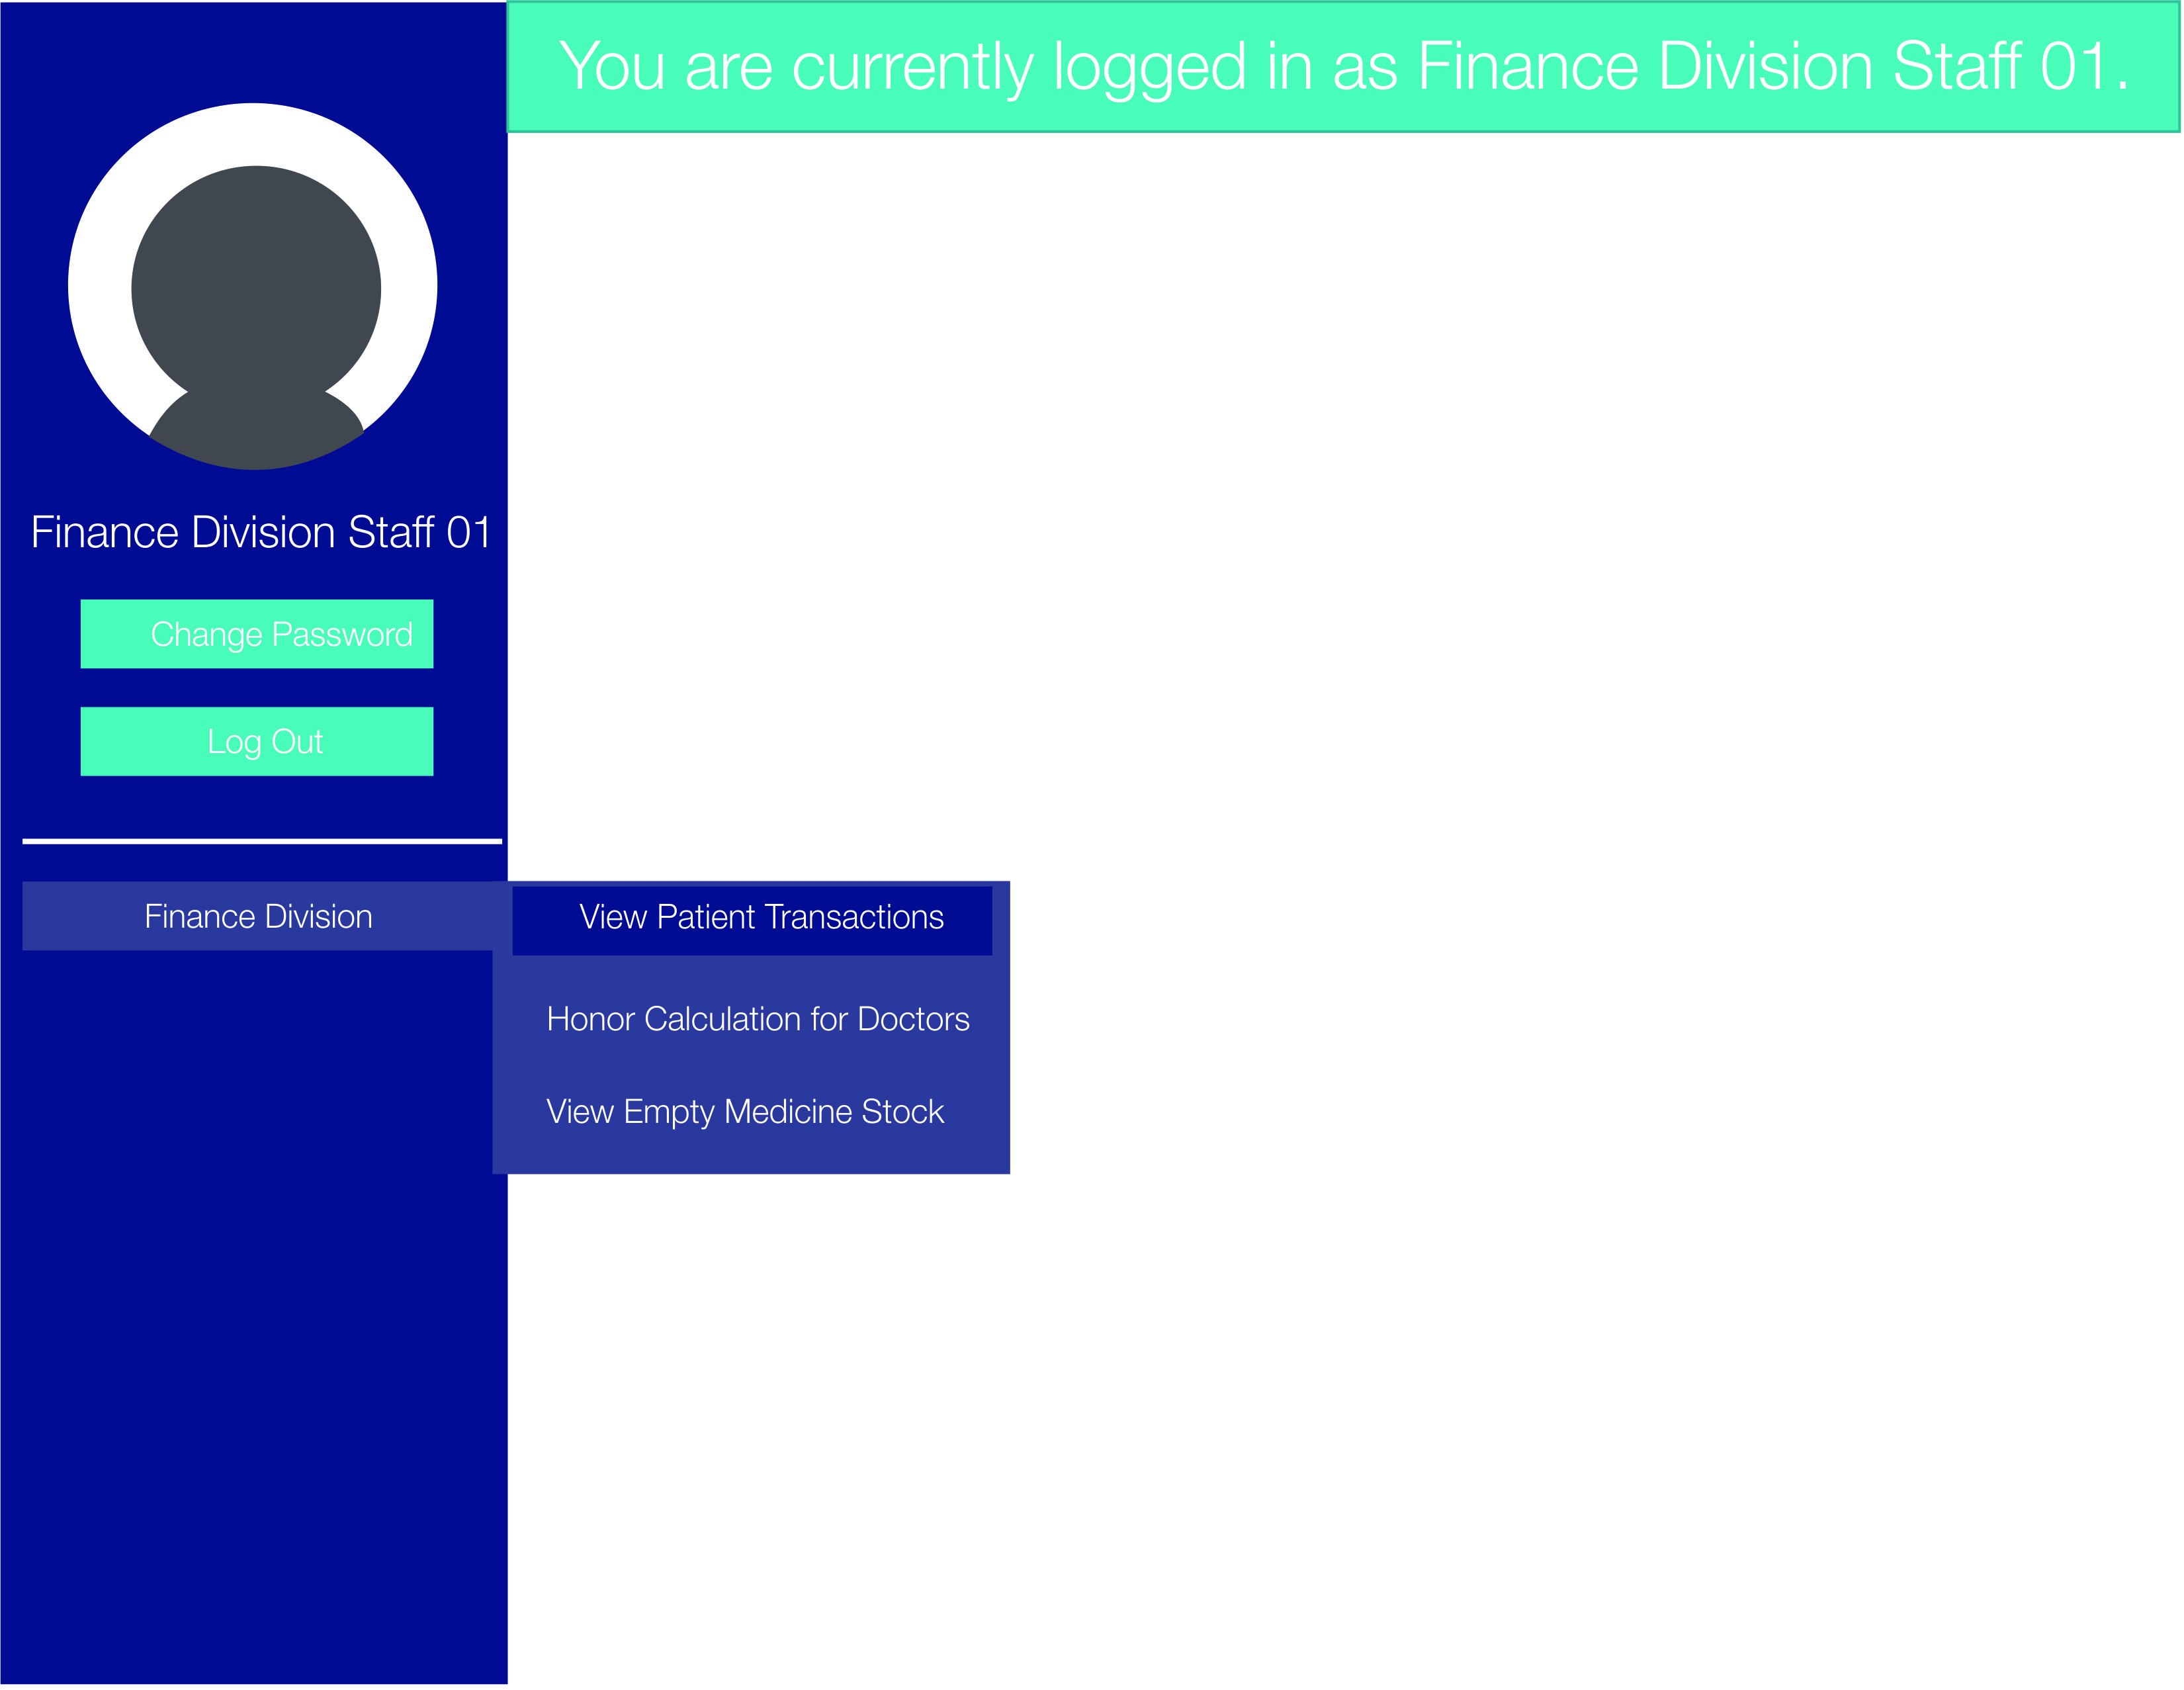 You are currently logged in as Finance Division Staff 01.
Finance Division Staff 01
Change Password
Log Out
Finance Division
View Patient Transactions
Honor Calculation for Doctors
View Empty Medicine Stock